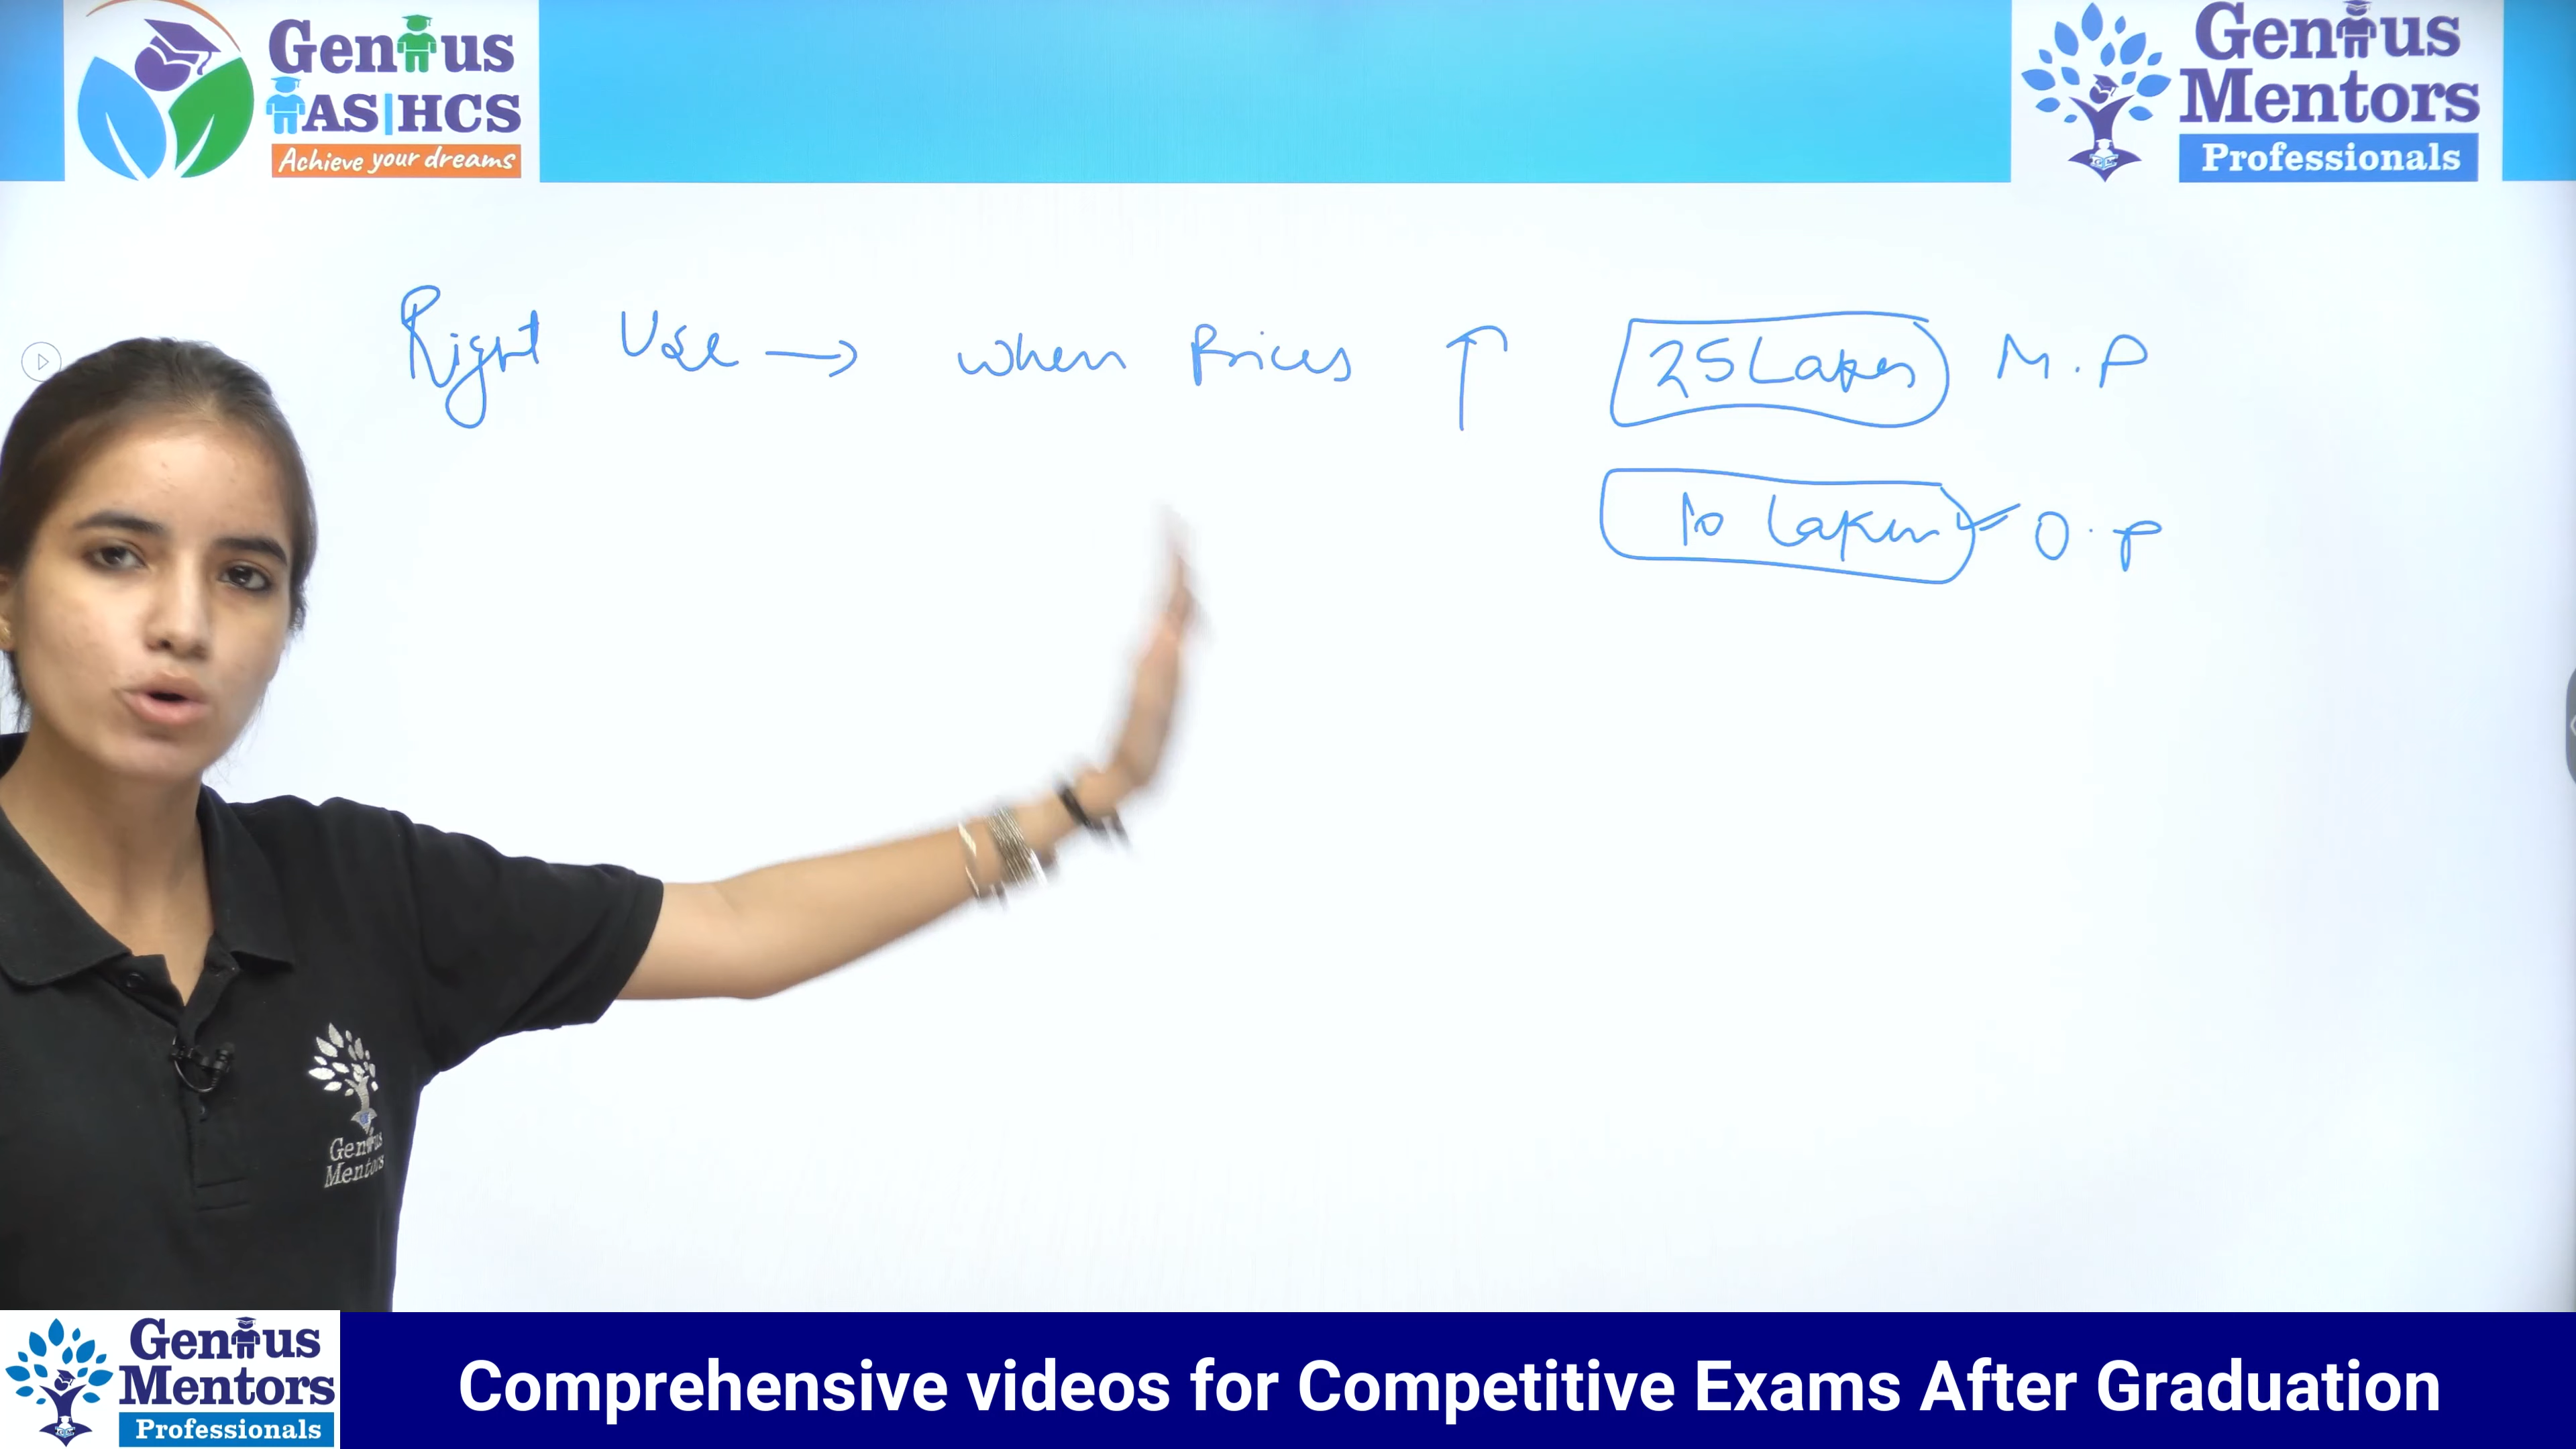 Genius
IAS|HCS
Achieve your dreams
Genius
Mentors
Professionals
Right Use → when Prices ↑ 25 Lakhs M.P
10 Lakhs O.P
Genius
Mentors
Genius
Mentors
Professionals
Comprehensive videos for Competitive Exams After Graduation